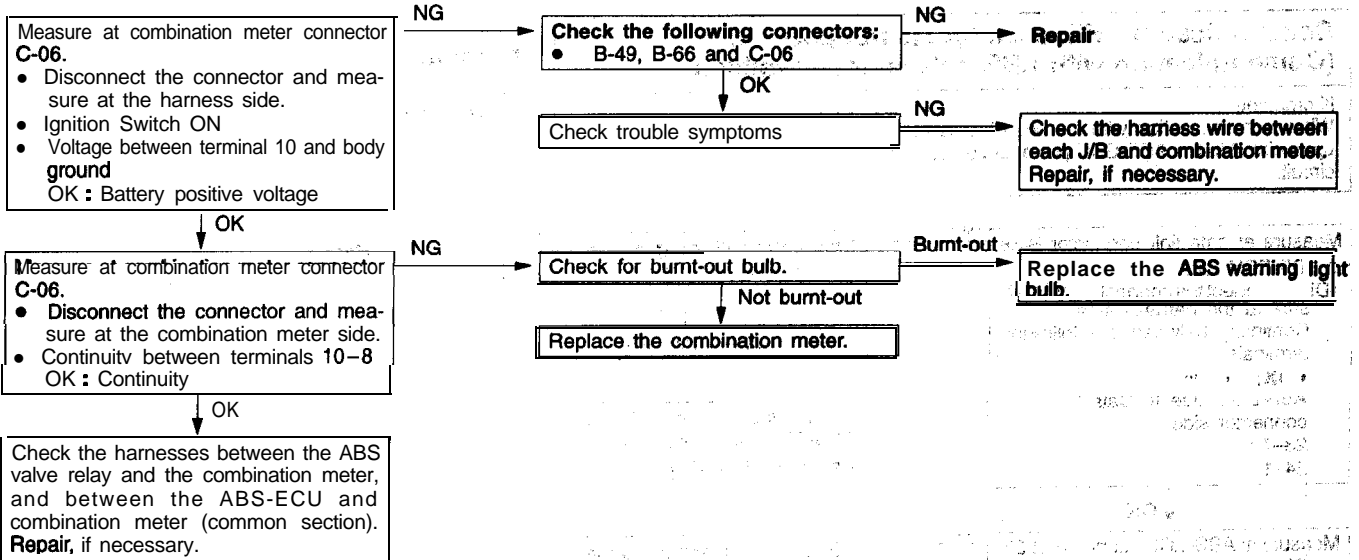 Measure at combination meter connector
C-06.
● Disconnect the connector and mea-
sure at the harness side.
● Ignition Switch ON
● Voltage between terminal 10 and body
ground
OK : Battery positive voltage
NG
Check the following connectors:
● B-49, B-66 and C-06
NG
Repair
OK
Check trouble symptoms
NG
Check the harness wire between
each J/B and combination meter.
Repair, if necessary.
OK
Measure at combination meter connector
C-06.
● Disconnect the connector and mea-
sure at the combination meter side.
● Continuity between terminals 10–8
OK : Continuity
NG
Check for burnt-out bulb.
Burnt-out
Replace the ABS warning light
bulb.
Not burnt-out
Replace the combination meter.
OK
Check the harnesses between the ABS
valve relay and the combination meter,
and between the ABS-ECU and
combination meter (common section).
Repair, if necessary.